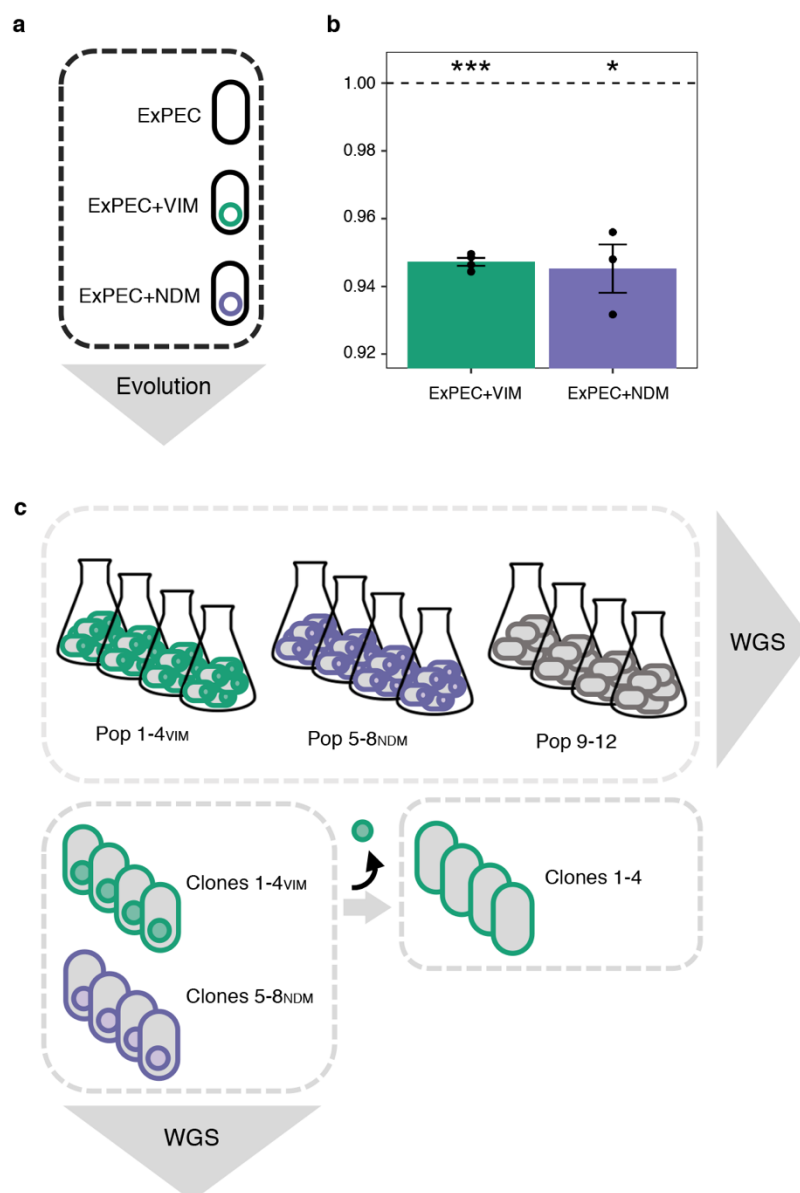 a
ExPEC
ExPEC+VIM
ExPEC+NDM
Evolution
b
*** *
1.00
0.98
0.96
0.94
0.92
ExPEC+VIM ExPEC+NDM
c
Pop 1-4VIM Pop 5-8NDM Pop 9-12
WGS
Clones 1-4VIM
Clones 5-8NDM
Clones 1-4
WGS